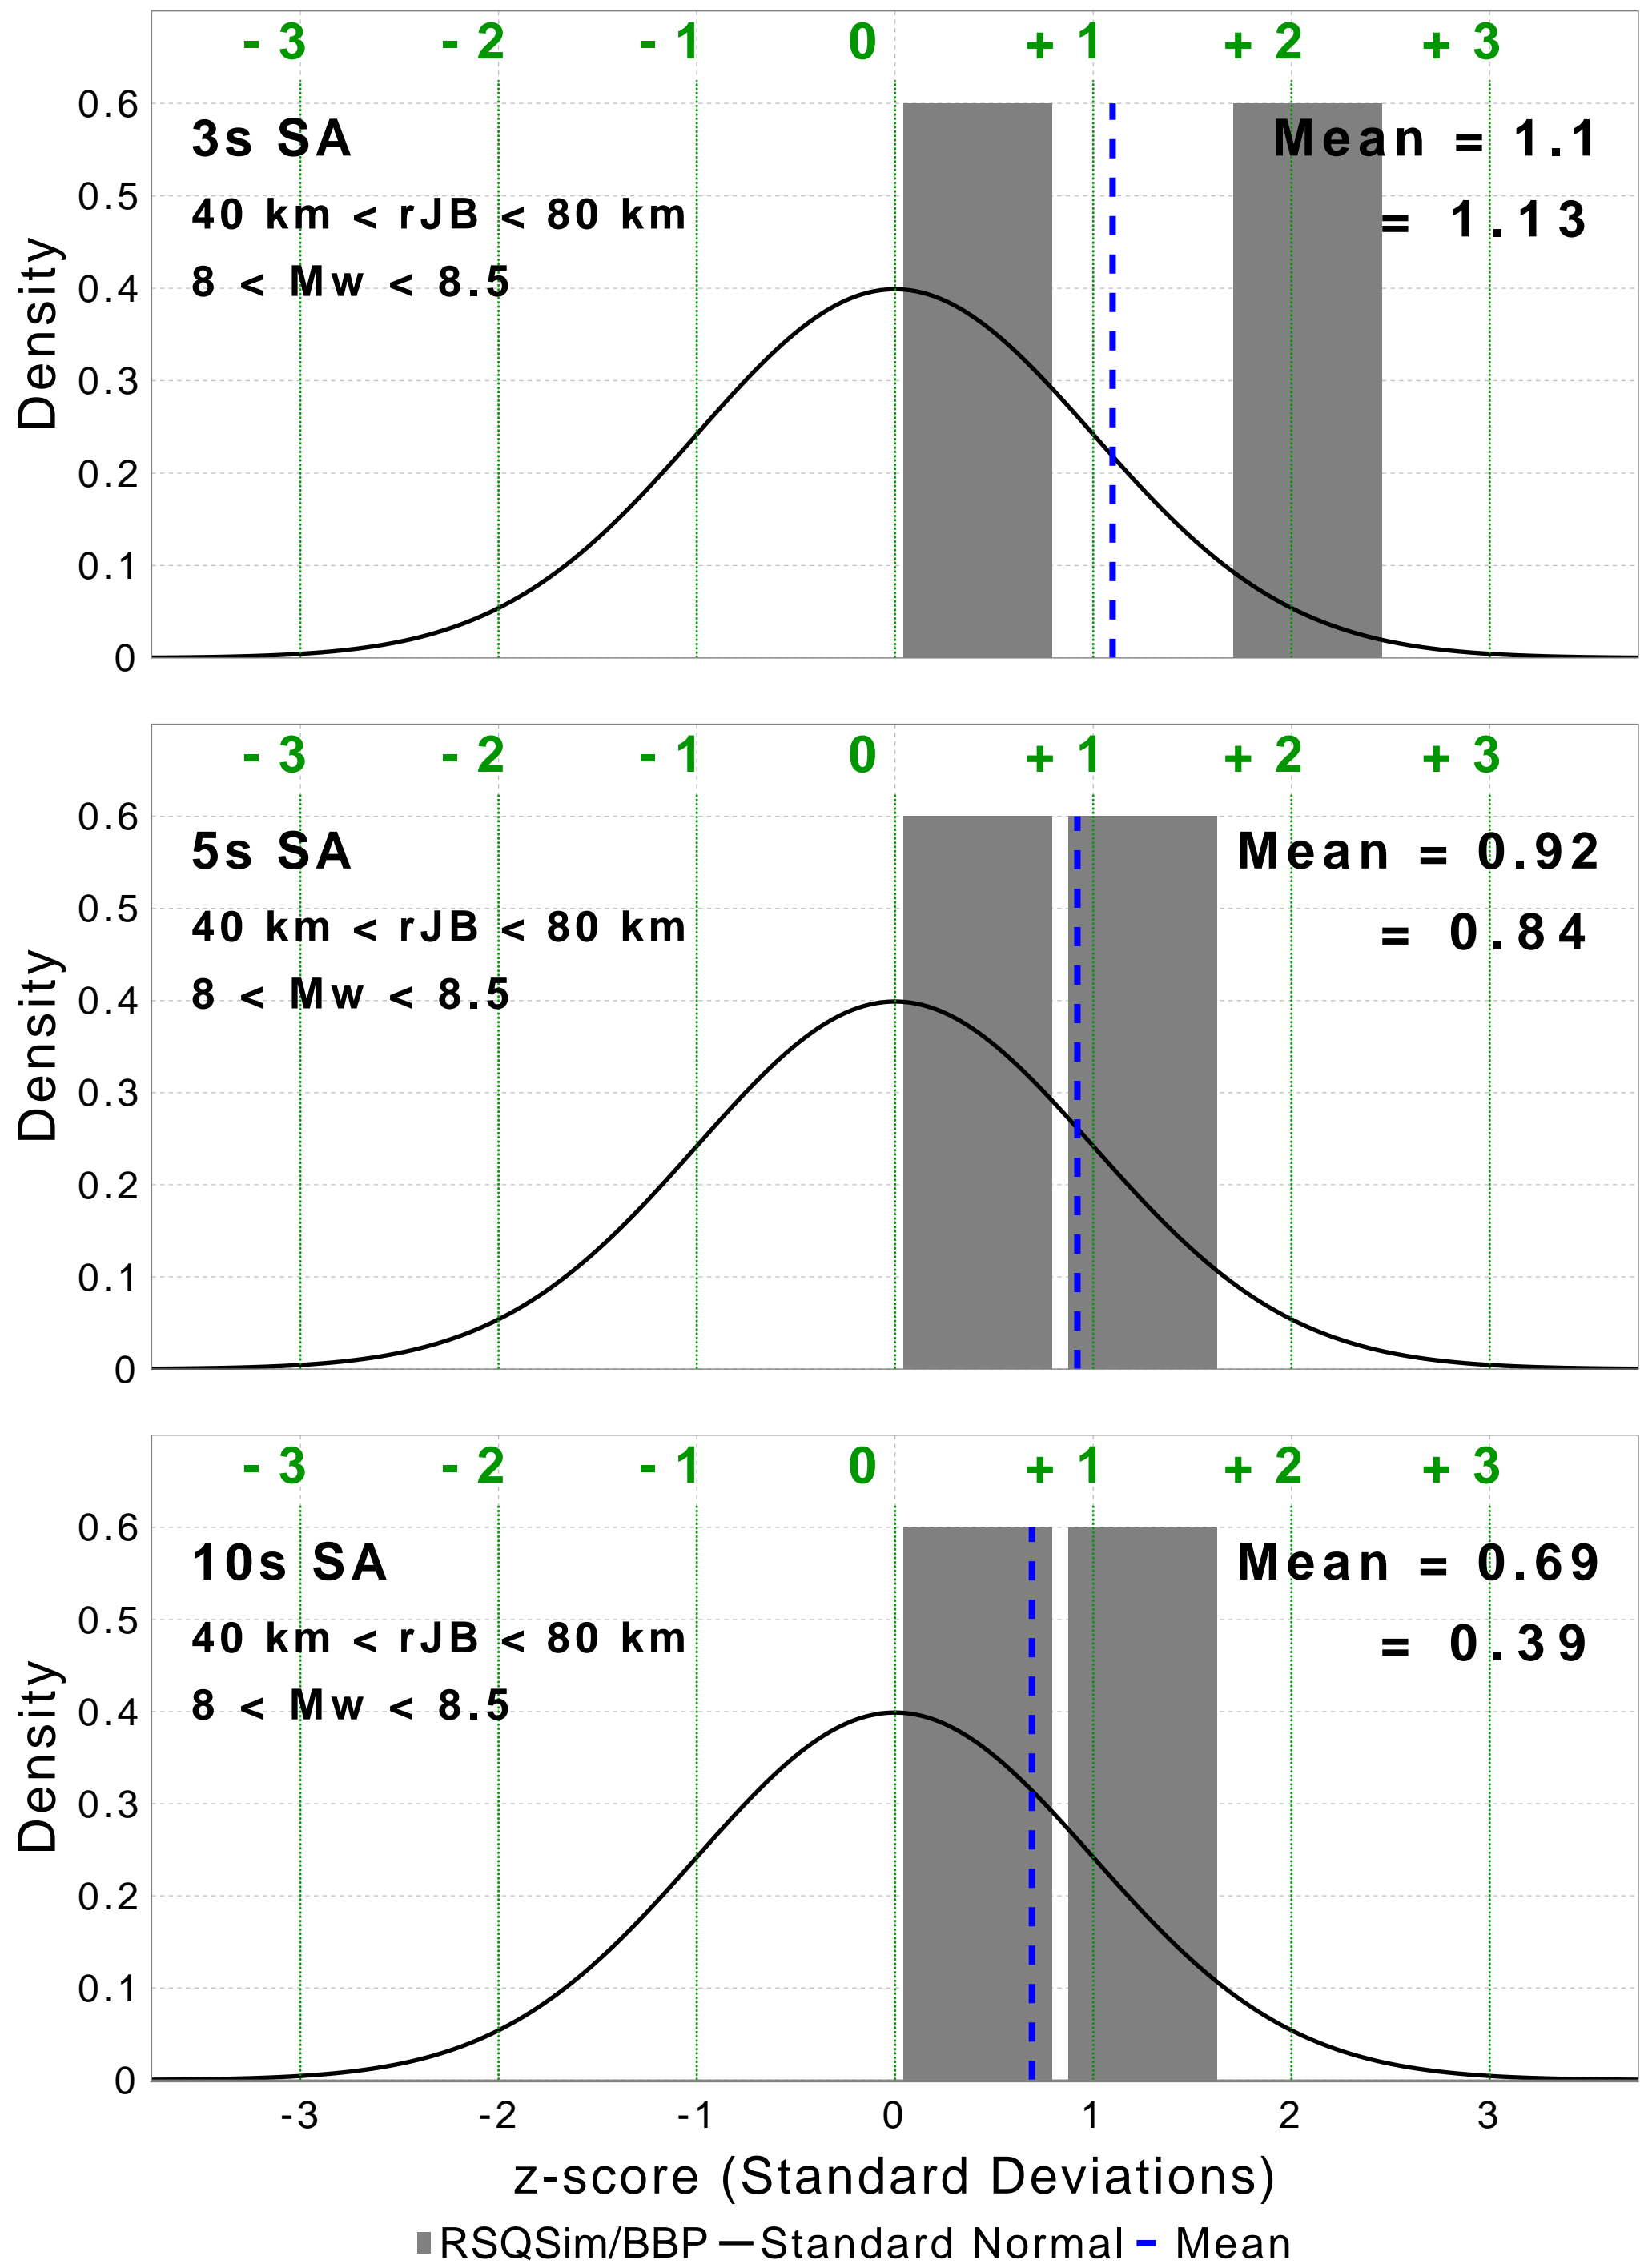 - 3 - 2 - 1 0 + 1 + 2 + 3
0.6
3s SA
Mean = 1.1
0.5
40 km < rJB < 80 km
= 1.13
8 < Mw < 8.5
0.4
0.3
0.2
0.1
0
Density
- 3 - 2 - 1 0 + 1 + 2 + 3
0.6
5s SA
Mean = 0.92
0.5
40 km < rJB < 80 km
= 0.84
8 < Mw < 8.5
0.4
0.3
0.2
0.1
0
Density
- 3 - 2 - 1 0 + 1 + 2 + 3
0.6
10s SA
Mean = 0.69
0.5
40 km < rJB < 80 km
= 0.39
8 < Mw < 8.5
0.4
0.3
0.2
0.1
0
Density
-3 -2 -1 0 1 2 3
z-score (Standard Deviations)
RSQSim/BBP Standard Normal Mean